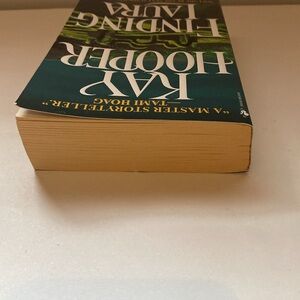 "A MASTER STORYTELLER."
—TAMI HOAG
KAY
HOOPER
FINDING
LAURA